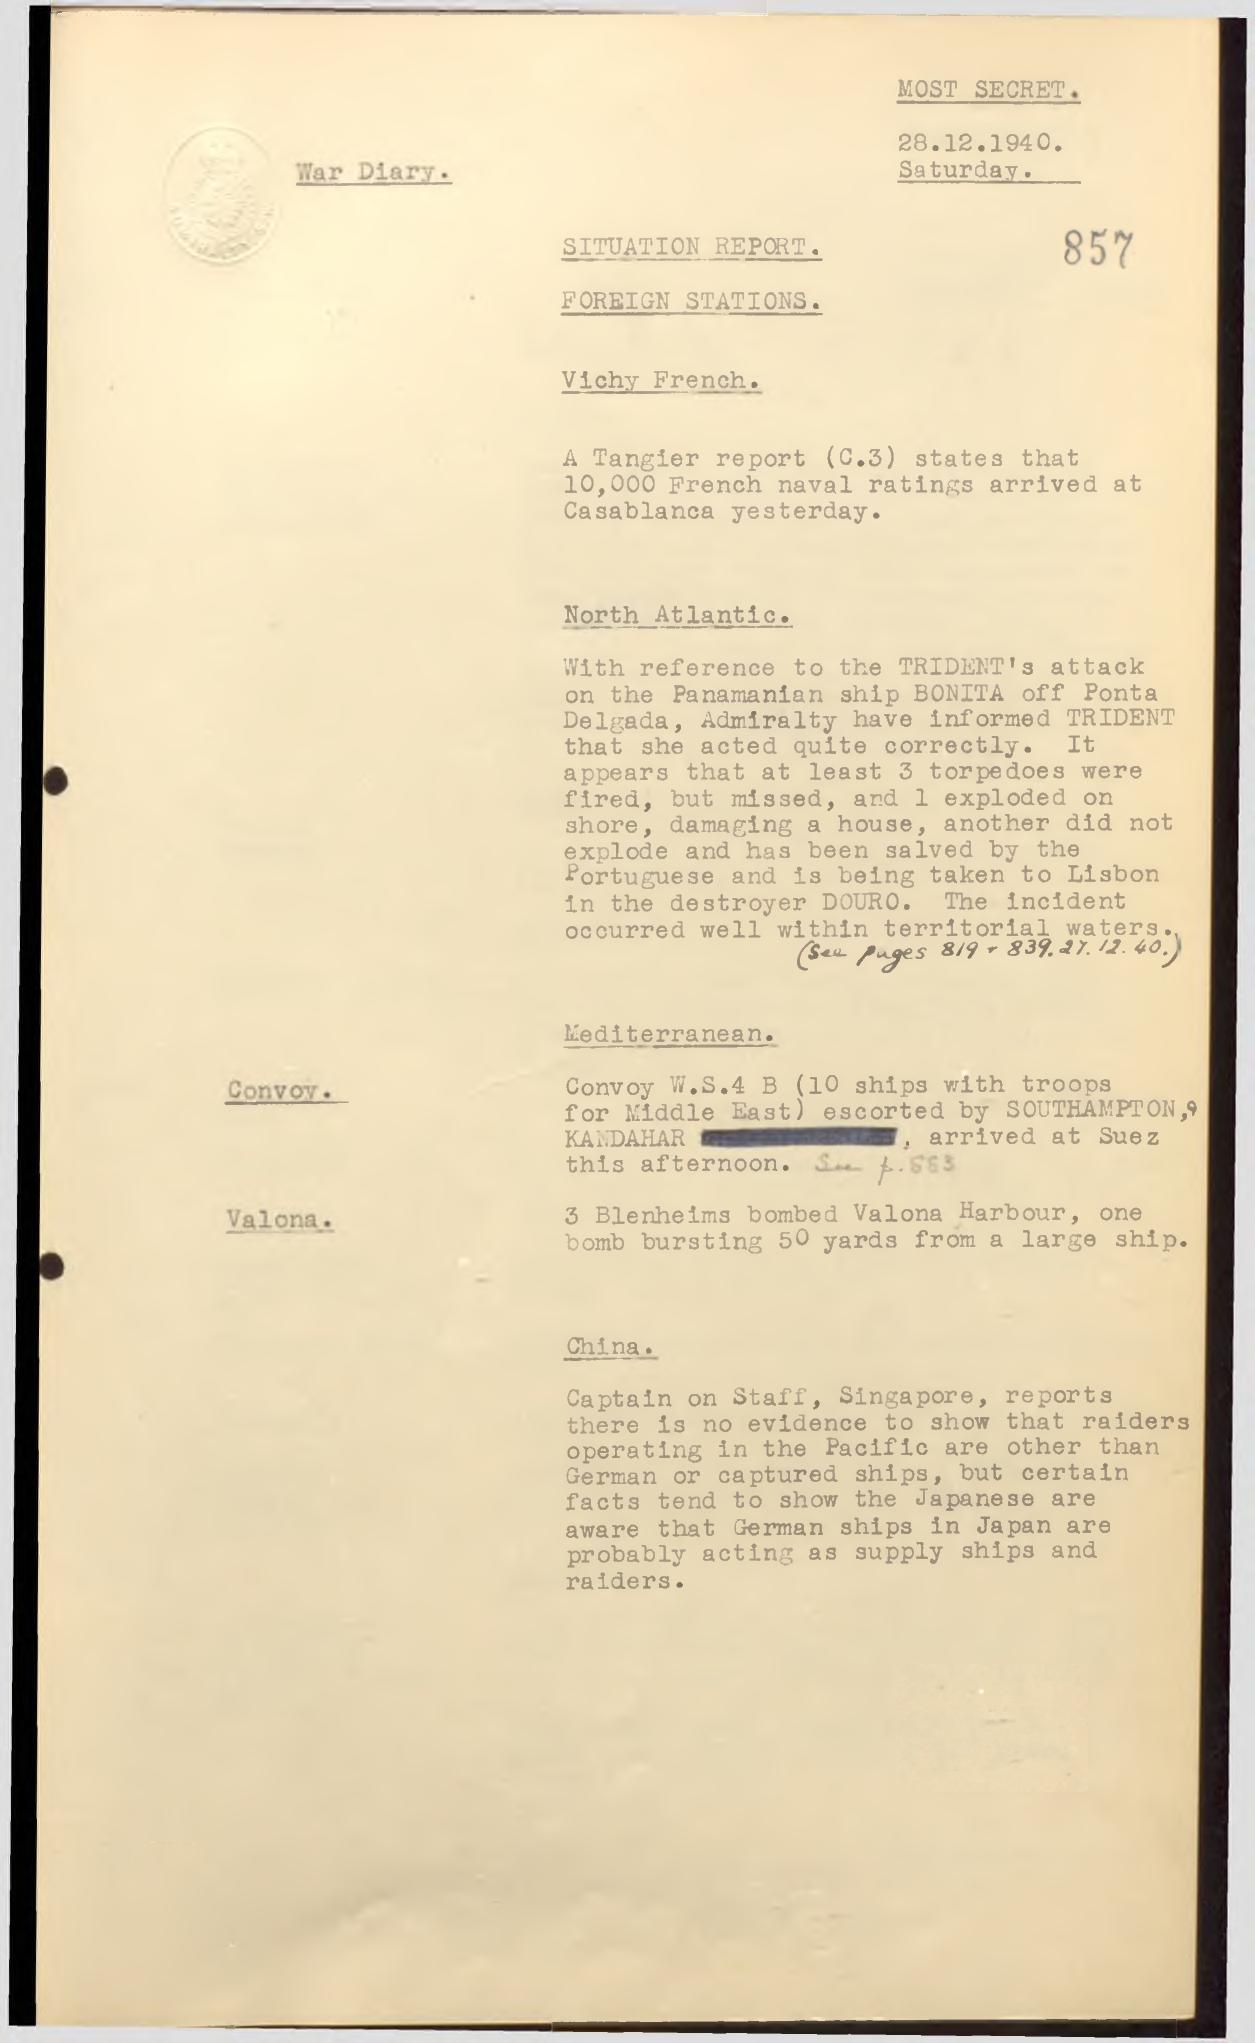 MOST SECRET.
28.12.1940.
Saturday.
War Diary.
857
SITUATION REPORT.
FOREIGN STATIONS.
Vichy French.
A Tangier report (C.3) states that
10,000 French naval ratings arrived at
Casablanca yesterday.
North Atlantic.
With reference to the TRIDENT's attack
on the Panamanian ship BONITA off Ponta
Delgada, Admiralty have informed TRIDENT
that she acted quite correctly. It
appears that at least 3 torpedoes were
fired, but missed, and 1 exploded on
shore, damaging a house, another did not
explode and has been salved by the
Portuguese and is being taken to Lisbon
in the destroyer DOURO. The incident
occurred well within territorial waters.
(See pages 819 + 839. 27.12.40.)
Mediterranean.
Convoy.
Convoy W.S.4 B (10 ships with troops
for Middle East) escorted by SOUTHAMPTON,
KANDAHAR , arrived at Suez
this afternoon. See p.
Valona.
3 Blenheims bombed Valona Harbour, one
bomb bursting 50 yards from a large ship.
China.
Captain on Staff, Singapore, reports
there is no evidence to show that raiders
operating in the Pacific are other than
German or captured ships, but certain
facts tend to show the Japanese are
aware that German ships in Japan are
probably acting as supply ships and
raiders.